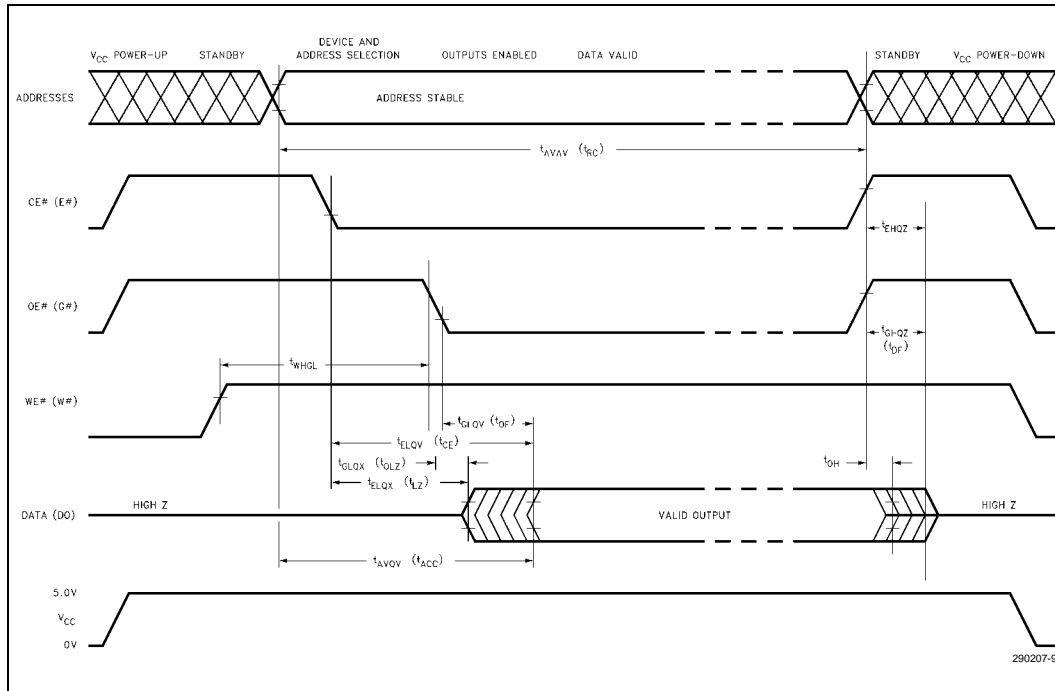 DEVICE AND
V_CC POWER-UP STANDBY ADDRESS SELECTION OUTPUTS ENABLED DATA VALID STANDBY V_CC POWER-DOWN
ADDRESSES ADDRESS STABLE
t_AVAV (t_RC)
CE# (E#)
t_EHQZ
OE# (G#)
t_GHQZ
(t_DF)
t_WHGL
WE# (W#)
t_GLQV (t_OE)
t_ELQV (t_CE)
t_GLQX (t_OLZ)
t_OH
t_ELQX (t_LZ)
HIGH Z HIGH Z
DATA (DQ) VALID OUTPUT
t_AVQV (t_ACC)
5.0V
V_CC
0V
290207-9